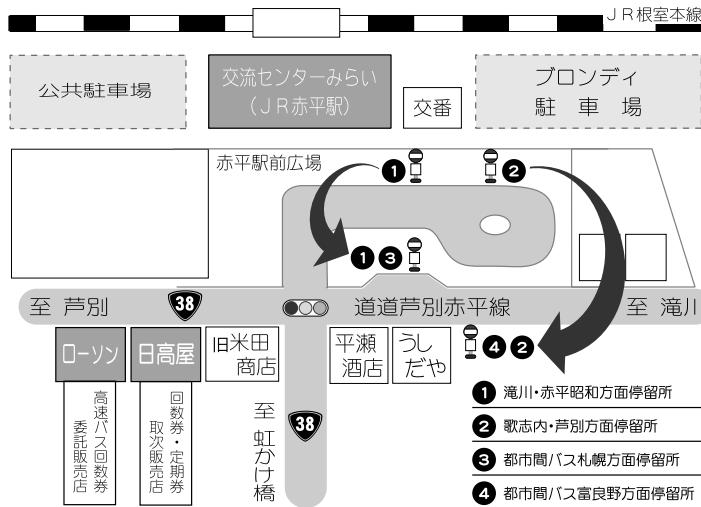 JR根室本線
公共駐車場
交流センターみらい
(JR赤平駅)
交番
ブロンディ
駐車場
赤平駅前広場
1
2
1 3
至 芦別
38
道道芦別赤平線
至 滝川
ローソン
日高屋
旧米田
商店
平瀬
酒店
うし
だや
4 2
高速バス回数券
委託販売店
回数券・定期券
取次販売店
至 虹かけ橋
38
1 滝川・赤平昭和方面停留所
2 歌志内・芦別方面停留所
3 都市間バス札幌方面停留所
4 都市間バス富良野方面停留所